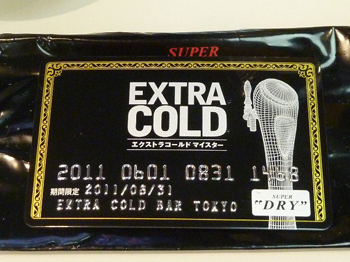 SUPER
EXTRA
COLD
エクストラコールド マイスター
2011 0601 0831
期間限定 2011/08/31
EXTRA COLD BAR TOKYO
SUPER
"DRY"